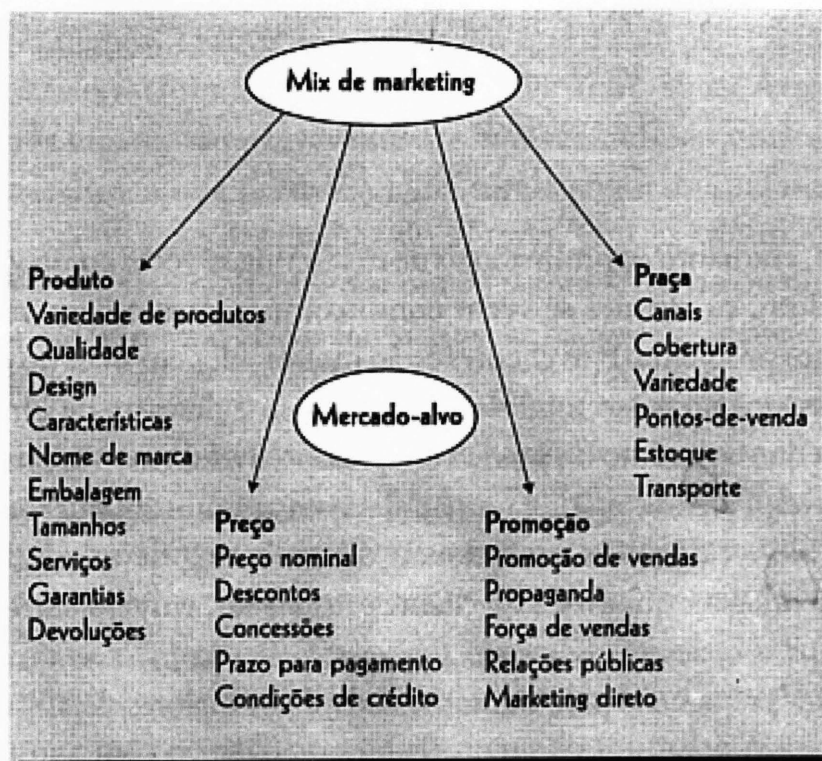 Mix de marketing
Produto
Variedade de produtos
Qualidade
Design
Características
Nome de marca
Embalagem
Tamanhos
Serviços
Garantias
Devoluções
Preço
Preço nominal
Descontos
Concessões
Prazo para pagamento
Condições de crédito
Mercado-alvo
Promoção
Promoção de vendas
Propaganda
Força de vendas
Relações públicas
Marketing direto
Praça
Canais
Cobertura
Variedade
Pontos-de-venda
Estoque
Transporte